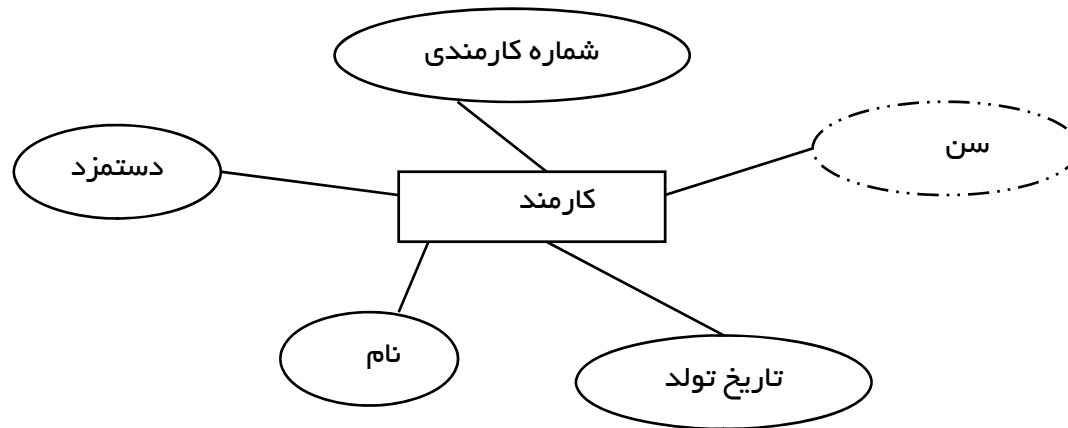 شماره کارمندی
سن
دستمزد
کارمند
نام
تاریخ تولد